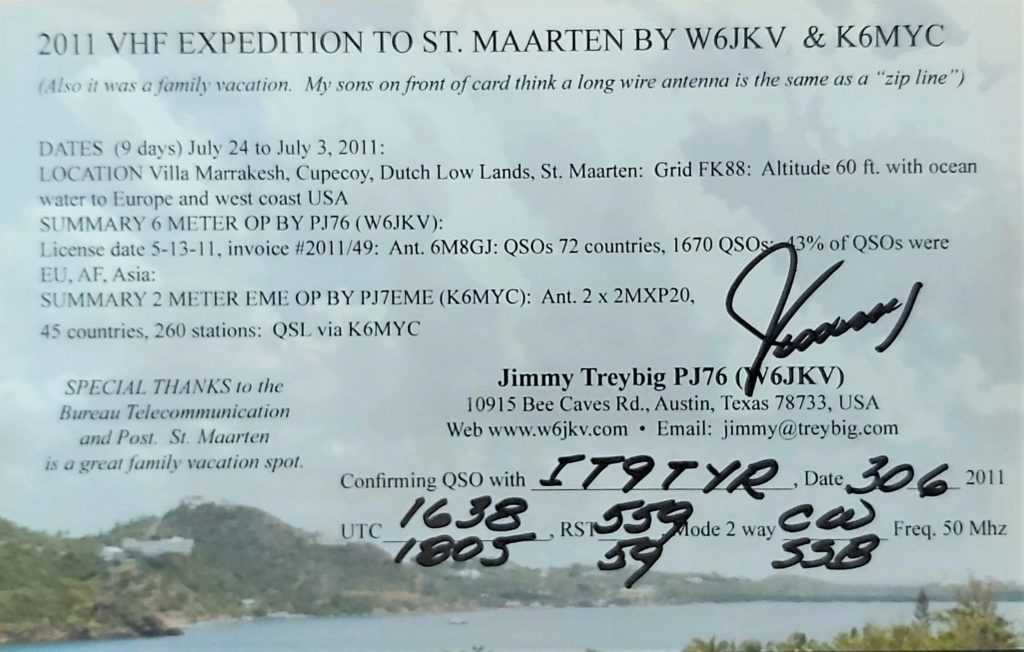 2011 VHF EXPEDITION TO ST. MAARTEN BY W6JKV & K6MYC
(Also it was a family vacation. My sons on front of card think a long wire antenna is the same as a "zip line")
DATES (9 days) July 24 to July 3, 2011:
LOCATION Villa Marrakesh, Cupecoy, Dutch Low Lands, St. Maarten: Grid FK88: Altitude 60 ft. with ocean
water to Europe and west coast USA
SUMMARY 6 METER OP BY PJ76 (W6JKV):
License date 5-13-11, invoice #2011/49: Ant. 6M8GJ: QSOs 72 countries, 1670 QSOs: 43% of QSOs were
EU, AF, Asia:
SUMMARY 2 METER EME OP BY PJ7EME (K6MYC): Ant. 2 x 2MXP20,
45 countries, 260 stations: QSL via K6MYC
SPECIAL THANKS to the
Bureau Telecommunication
and Post. St. Maarten
is a great family vacation spot.
Jimmy Treybig PJ76 (W6JKV)
10915 Bee Caves Rd., Austin, Texas 78733, USA
Web www.w6jkv.com • Email: jimmy@treybig.com
Confirming QSO with IT9TYR, Date 306 2011
UTC 1638, RST 559 Mode 2 way CW Freq. 50 Mhz
1805 59 SSB